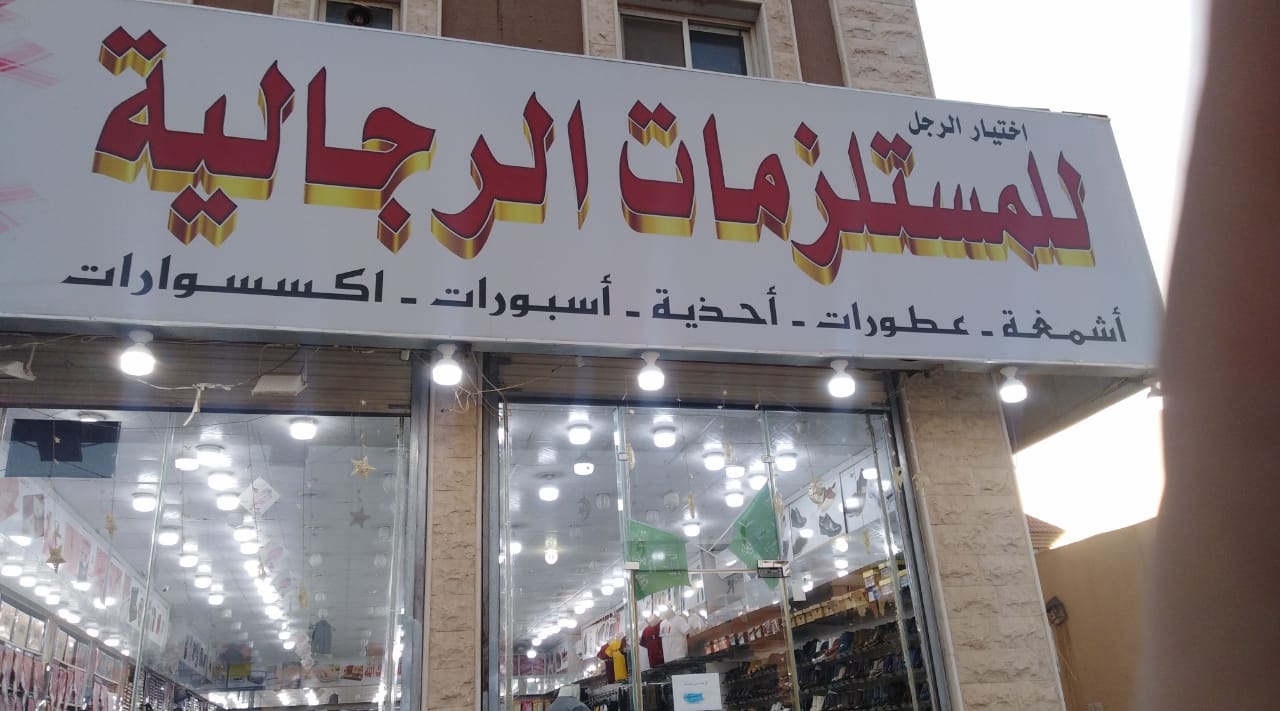 اختيار الرجل
للمستلزمات الرجالية
أشمغة - عطورات - أحذية - أسبورات - اكسسوارات